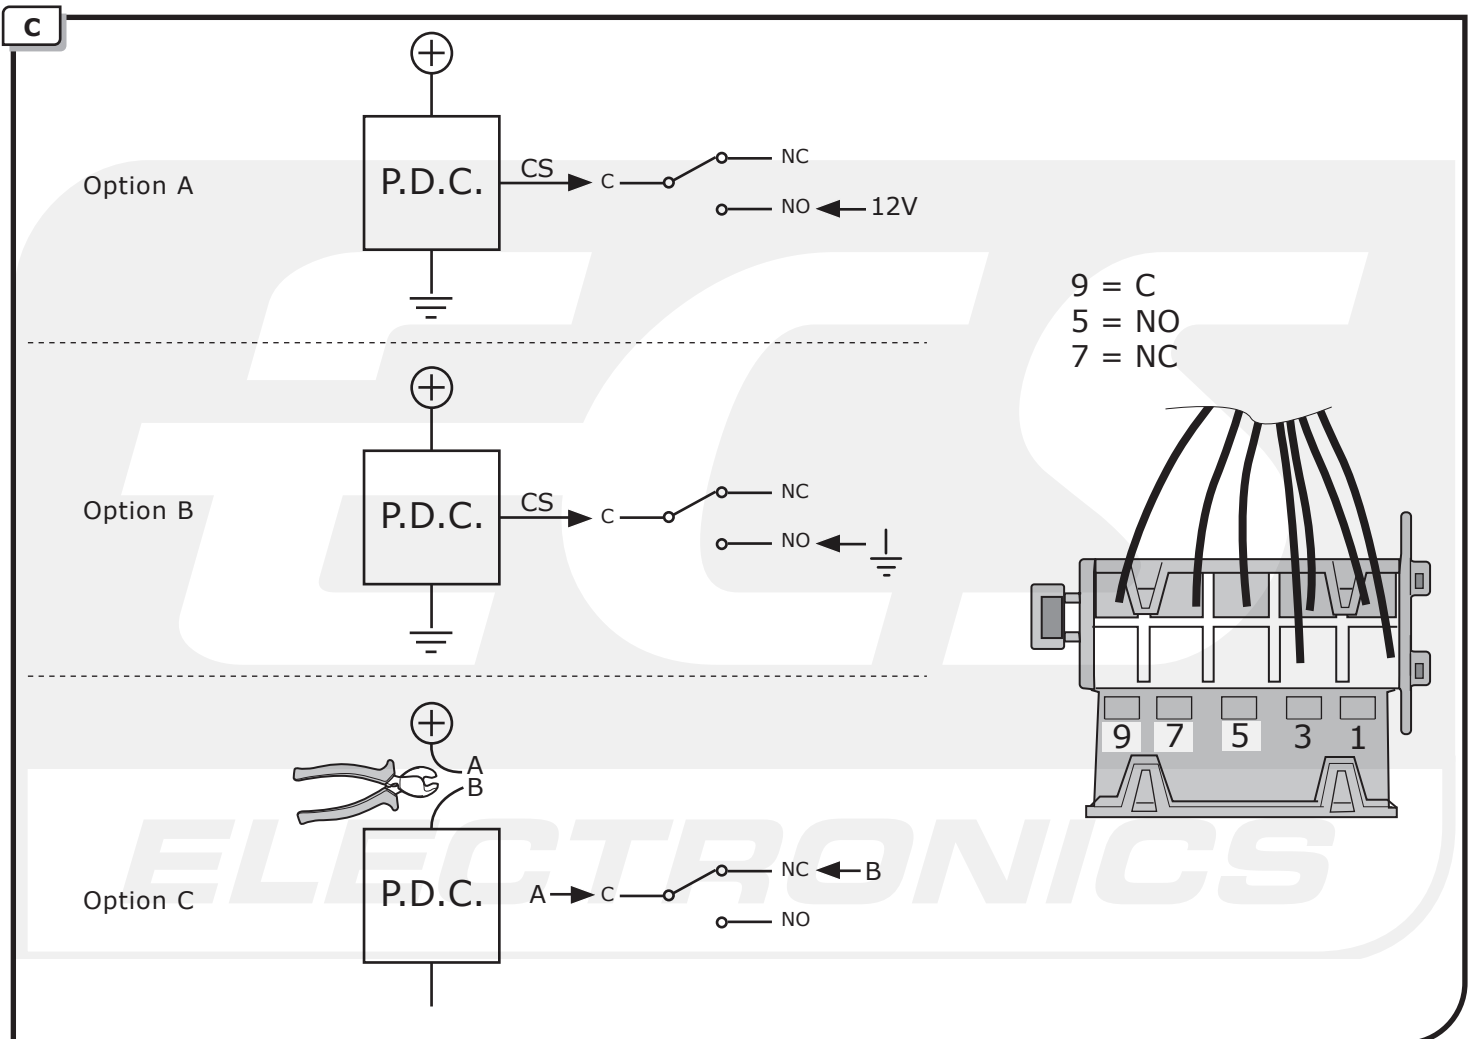 C
Option A
P.D.C.
CS
C
NC
NO
12V
9 = C
5 = NO
7 = NC
Option B
P.D.C.
CS
C
NC
NO
A
B
Option C
P.D.C.
A
C
NC
B
NO
9 7 5 3 1
ECS
ELECTRONICS